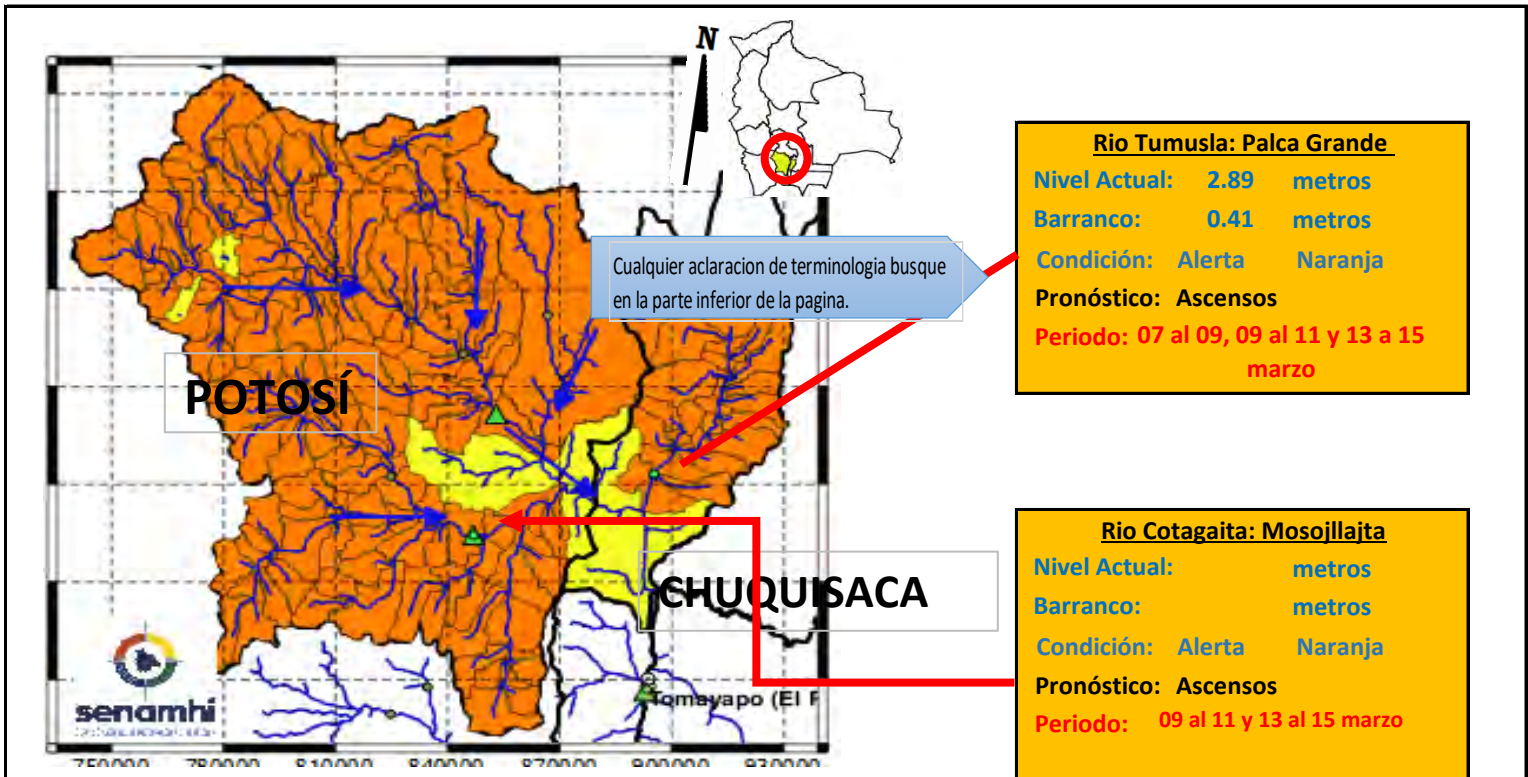 N
Cualquier aclaracion de terminologia busque
en la parte inferior de la pagina.
POTOSÍ
CHUQUISACA
Tomayapo (El
senamhi
Rio Tumusla: Palca Grande
Nivel Actual: 2.89 metros
Barranco: 0.41 metros
Condición: Alerta Naranja
Pronóstico: Ascensos
Periodo: 07 al 09, 09 al 11 y 13 a 15
marzo
Rio Cotagaita: Mosojllajta
Nivel Actual: metros
Barranco: metros
Condición: Alerta Naranja
Pronóstico: Ascensos
Periodo: 09 al 11 y 13 al 15 marzo